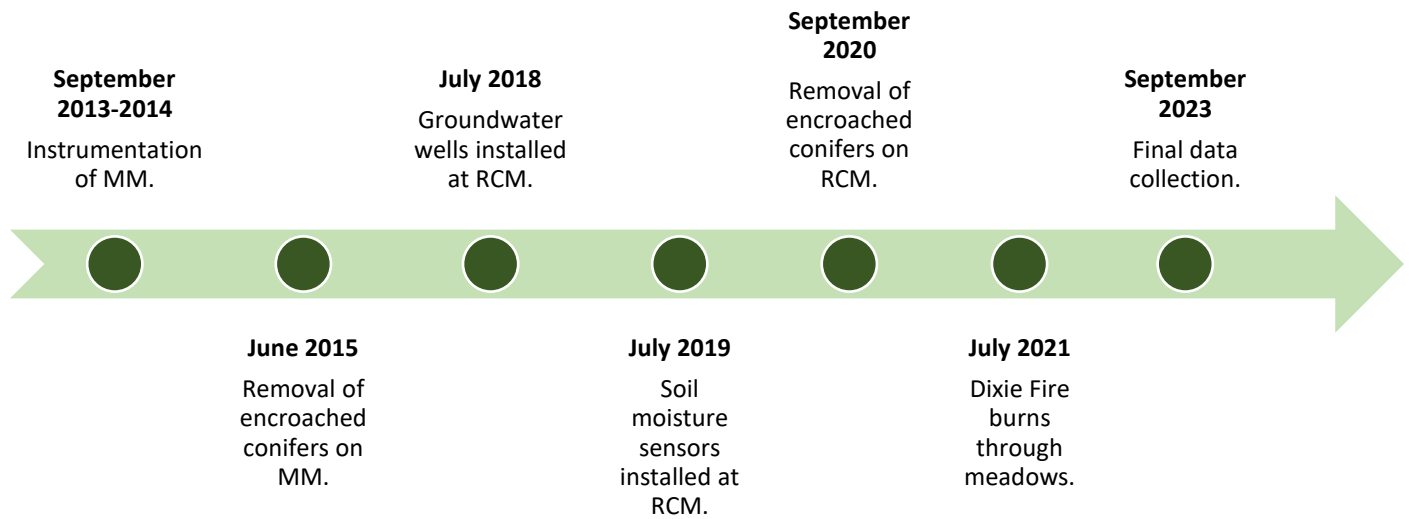 September
2013-2014
Instrumentation
of MM.
June 2015
Removal of
encroached
conifers on
MM.
July 2018
Groundwater
wells installed
at RCM.
July 2019
Soil
moisture
sensors
installed at
RCM.
September
2020
Removal of
encroached
conifers on
RCM.
July 2021
Dixie Fire
burns
through
meadows.
September
2023
Final data
collection.